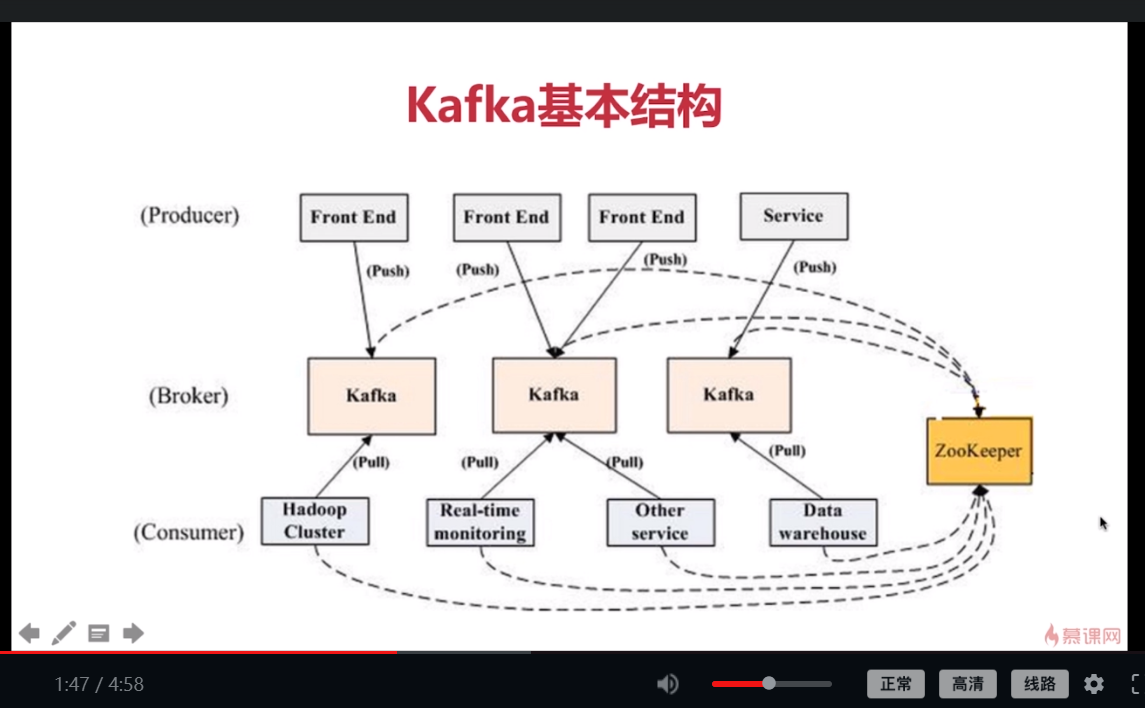 Kafka基本结构
(Producer)
Front End
Front End
Front End
Service
(Push)
(Push)
(Push)
(Push)
(Broker)
Kafka
Kafka
Kafka
ZooKeeper
(Pull)
(Pull)
(Pull)
(Pull)
(Consumer)
Hadoop
Cluster
Real-time
monitoring
Other
service
Data
warehouse
慕课网
1:47 / 4:58
正常
高清
线路